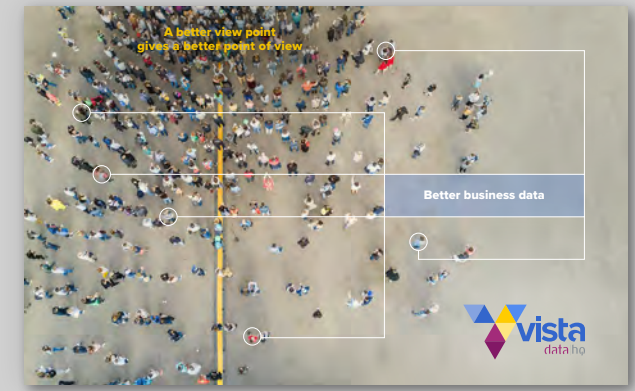 A better view point
gives a better point of view
Better business data
vista
data hq